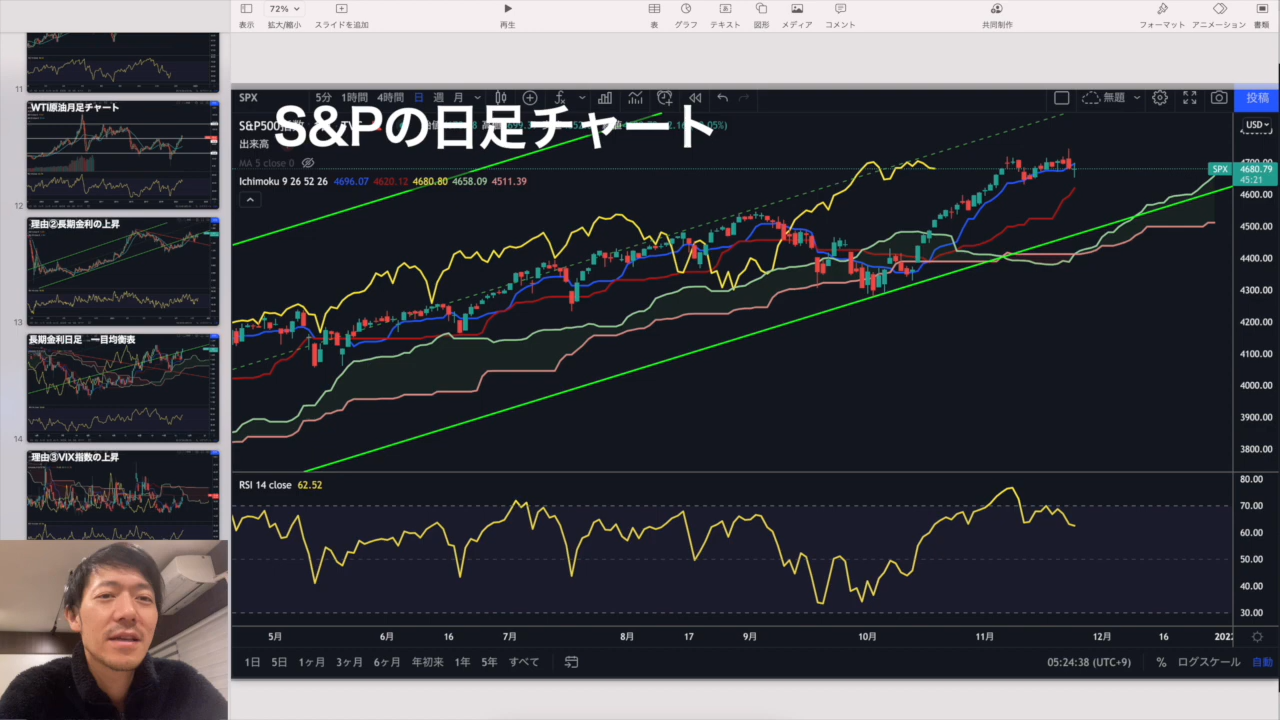 72%
表示
拡大/縮小
スライドを追加
再生
表
グラフ
テキスト
図形
メディア
コメント
共同制作
フォーマット
アニメーション
書類
11
WTI原油月足チャート
12
理由②長期金利の上昇
13
長期金利日足 一目均衡表
14
理由③VIX指数の上昇
SPX
5分 1時間 4時間 日 週 月
無題
投稿
S&Pの日足チャート
S&P500指数
出来高
MA 5 close 0
Ichimoku 9 26 52 26 4696.07 4620.12 4680.80 4658.09 4511.39
USD
4700.00
SPX
4680.79
45:21
4600.00
4500.00
4400.00
4300.00
4200.00
4100.00
4000.00
3900.00
3800.00
RSI 14 close 62.52
80.00
70.00
60.00
50.00
40.00
30.00
5月 6月 16 7月 8月 17 9月 10月 11月 12月 16 2022
1日 5日 1ヶ月 3ヶ月 6ヶ月 年初来 1年 5年 すべて
05:24:38 (UTC+9)
% ログスケール 自動